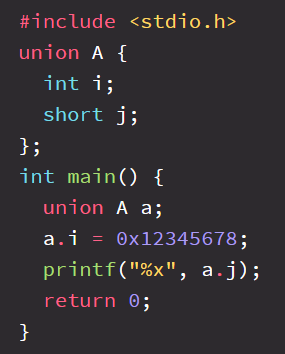 #include <stdio.h>
union A {
  int i;
  short j;
};
int main() {
  union A a;
  a.i = 0x12345678;
  printf("%x", a.j);
  return 0;
}